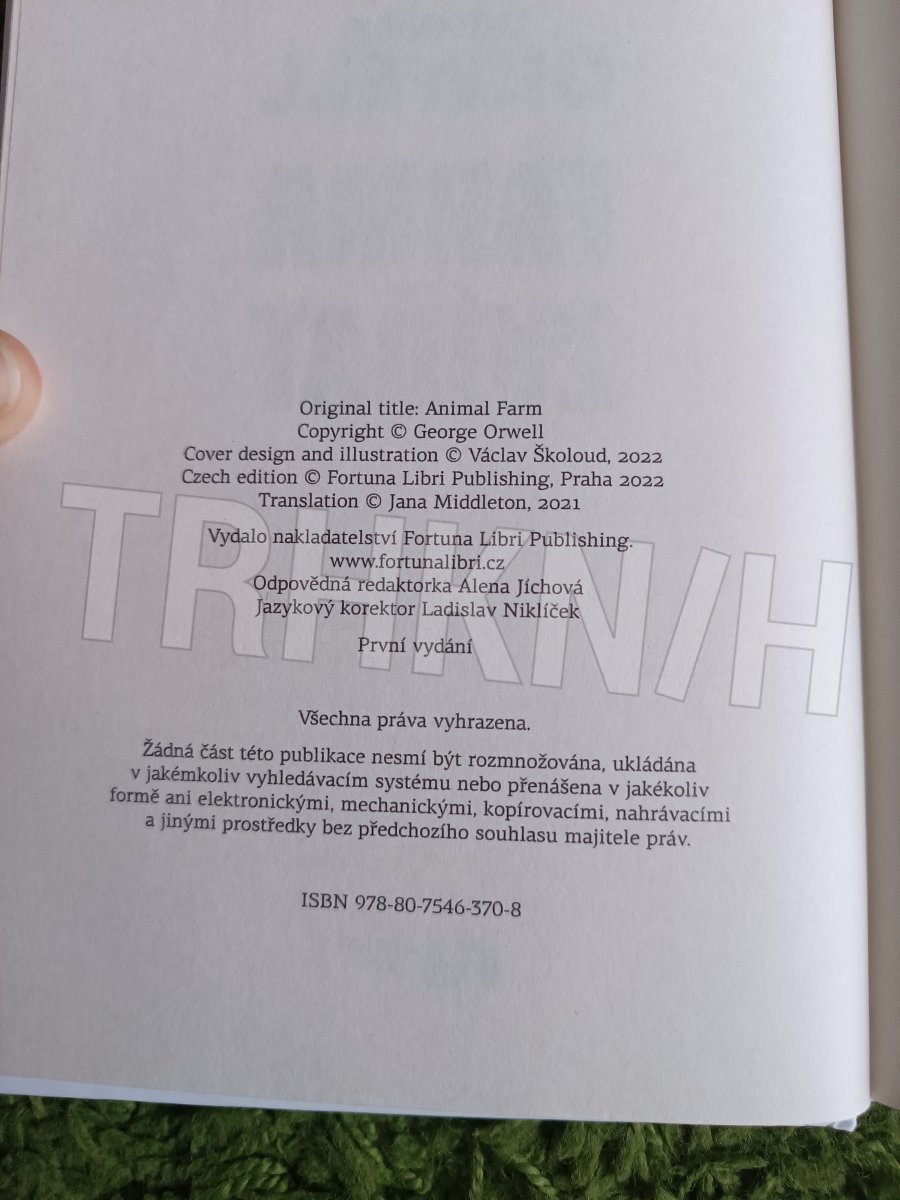 Original title: Animal Farm
Copyright © George Orwell
Cover design and illustration © Václav Školoud, 2022
Czech edition © Fortuna Libri Publishing, Praha 2022
Translation © Jana Middleton, 2021
Vydalo nakladatelství Fortuna Libri Publishing.
www.fortunalibri.cz
Odpovědná redaktorka Alena Jíchová
Jazykový korektor Ladislav Niklíček
První vydání
TRHKN/H
Všechna práva vyhrazena.
Žádná část této publikace nesmí být rozmnožována, ukládána
v jakémkoliv vyhledávacím systému nebo přenášena v jakékoliv
formě ani elektronickými, mechanickými, kopírovacími, nahrávacími
a jinými prostředky bez předchozího souhlasu majitele práv.
ISBN 978-80-7546-370-8